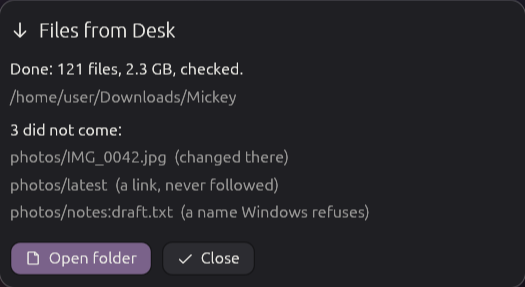 Files from Desk
Done: 121 files, 2.3 GB, checked.
/home/user/Downloads/Mickey
3 did not come:
photos/IMG_0042.jpg (changed there)
photos/latest (a link, never followed)
photos/notes:draft.txt (a name Windows refuses)
Open folder
Close